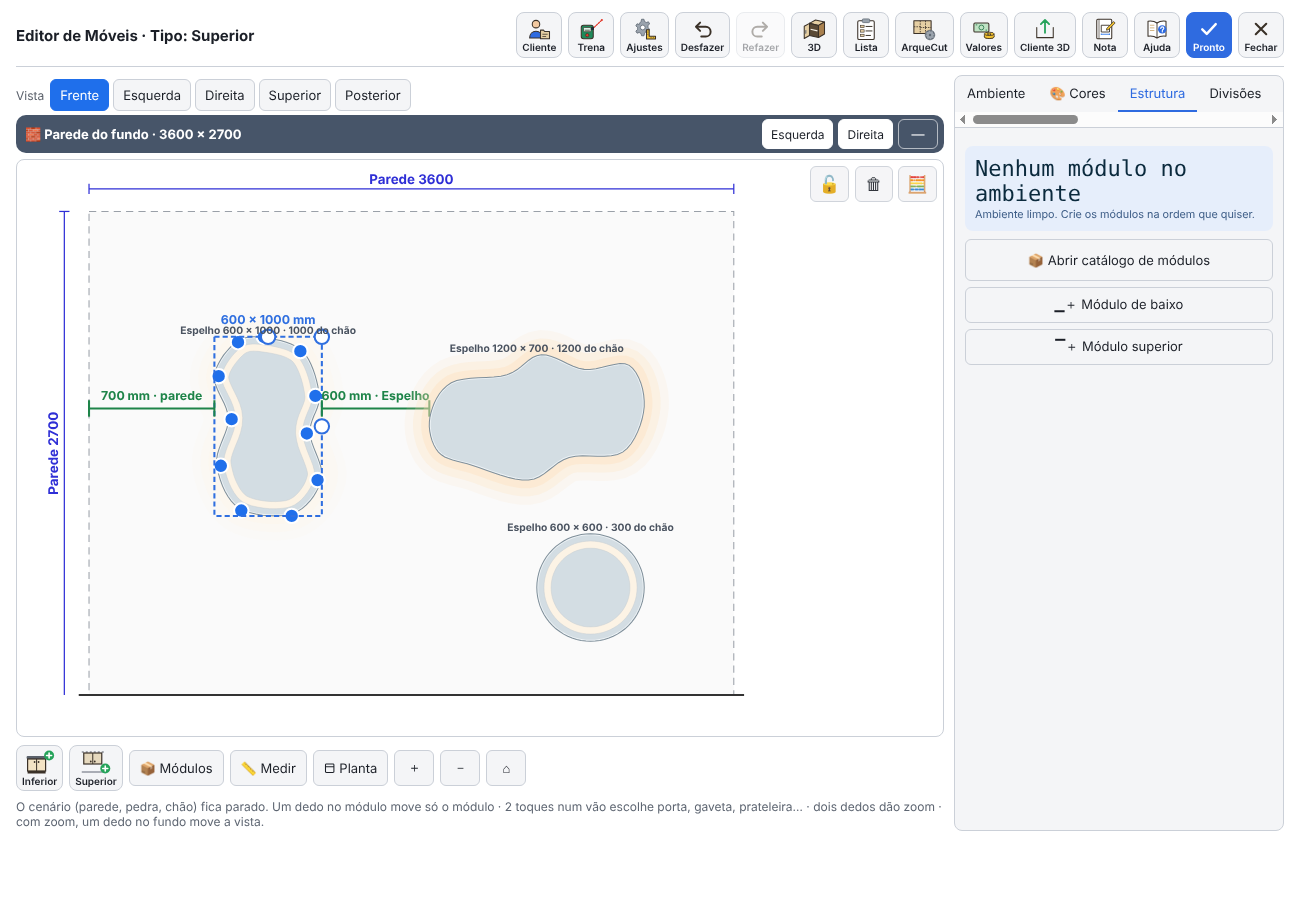 Editor de Móveis · Tipo: Superior
Cliente
Trena
Ajustes
Desfazer
Refazer
3D
Lista
ArqueCut
Valores
Cliente 3D
Nota
Ajuda
Pronto
Fechar
Vista
Frente
Esquerda
Direita
Superior
Posterior
Parede do fundo · 3600 × 2700
Esquerda
Direita
—
Parede 3600
Parede 2700
600 × 1000 mm
Espelho 600 × 1000 · 1000 do chão
Espelho 1200 × 700 · 1200 do chão
700 mm · parede
600 mm · Espelho
Espelho 600 × 600 · 300 do chão
Inferior
Superior
Módulos
Medir
Planta
+
−
⌂
O cenário (parede, pedra, chão) fica parado. Um dedo no módulo move só o módulo · 2 toques num vão escolhe porta, gaveta, prateleira... · dois dedos dão zoom ·
com zoom, um dedo no fundo move a vista.
Ambiente
🎨 Cores
Estrutura
Divisões
Nenhum módulo no
ambiente
Ambiente limpo. Crie os módulos na ordem que quiser.
📦 Abrir catálogo de módulos
▁+ Módulo de baixo
▔+ Módulo superior